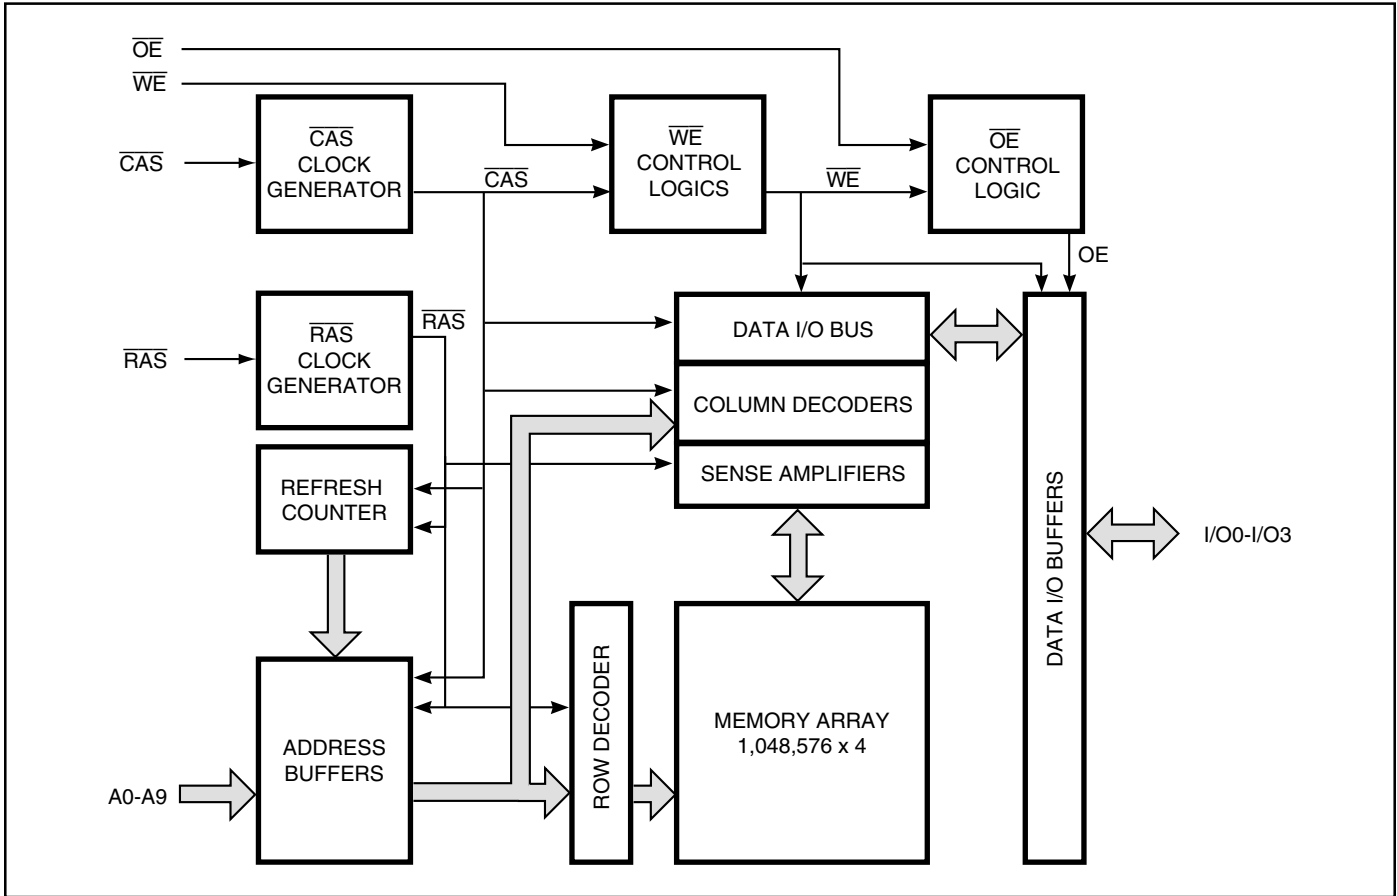 OE
WE
CAS
CAS
CLOCK
GENERATOR
CAS
WE
CONTROL
LOGICS
WE
OE
CONTROL
LOGIC
OE
RAS
RAS
CLOCK
GENERATOR
RAS
DATA I/O BUS
COLUMN DECODERS
SENSE AMPLIFIERS
REFRESH
COUNTER
DATA I/O BUFFERS
I/O0-I/O3
ADDRESS
BUFFERS
A0-A9
ROW DECODER
MEMORY ARRAY
1,048,576 x 4